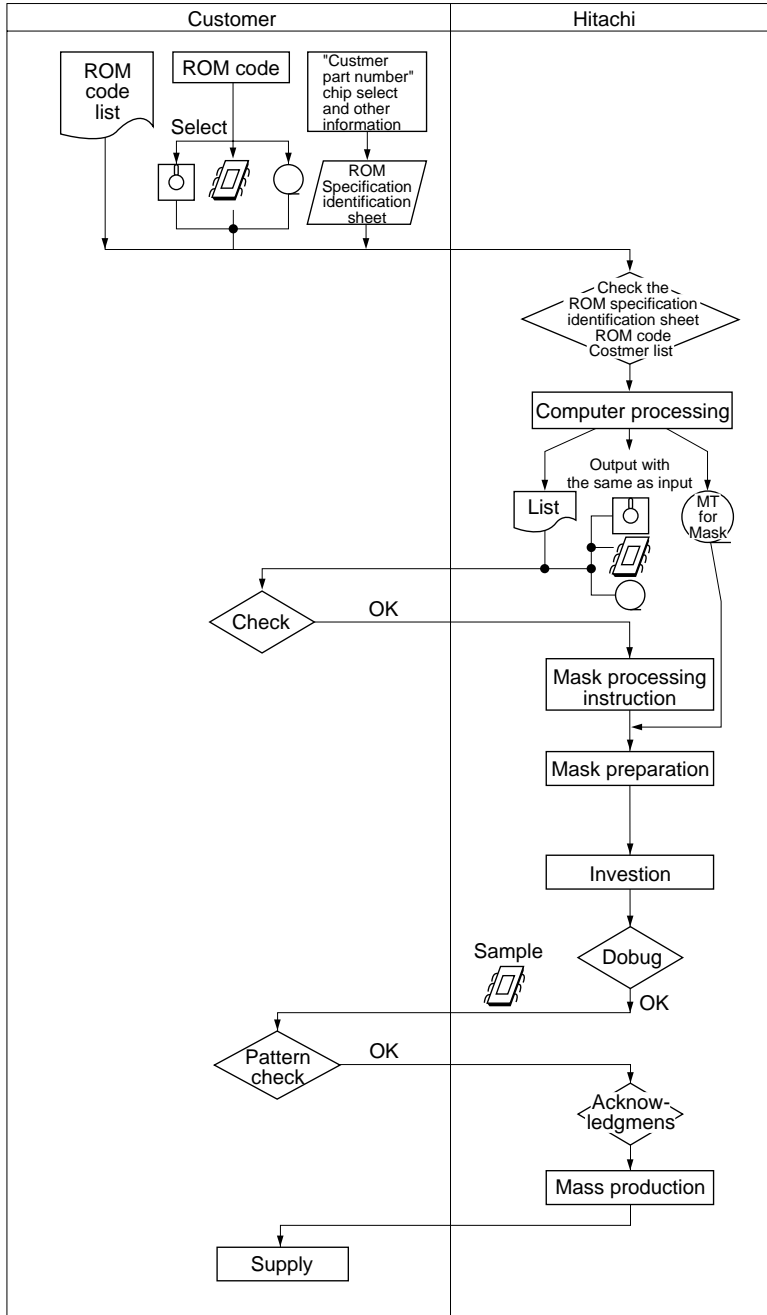 Customer
Hitachi
ROM
code
list
ROM code
"Custmer
part number"
chip select
and other
information
Select
ROM
Specification
identification
sheet
Check the
ROM specification
identification sheet
ROM code
Costmer list
Computer processing
Output with
the same as input
List
MT
for
Mask
Check
OK
Mask processing
instruction
Mask preparation
Investion
Sample
Dobug
OK
Pattern
check
OK
Acknow-
ledgmens
Mass production
Supply